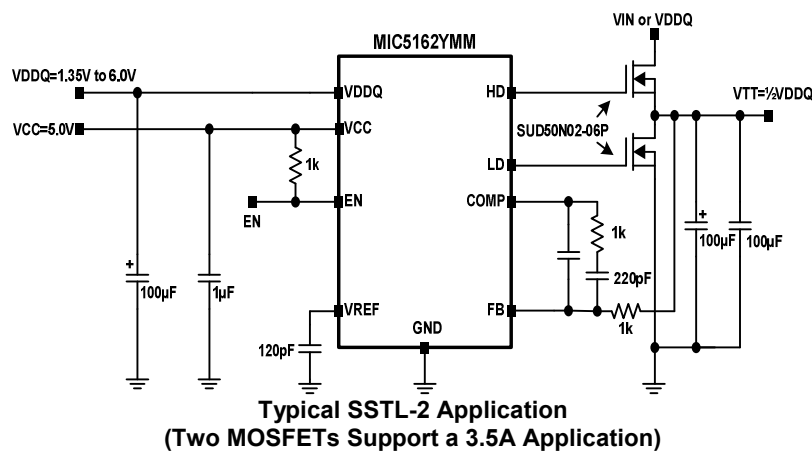 VIN or VDDQ
MIC5162YMM
VDDQ=1.35V to 6.0V
VDDQ
HD
VTT=½VDDQ
VCC=5.0V
VCC
SUD50N02-06P
1k
LD
EN
EN
COMP
1k
+
100µF
1µF
220pF
+
100µF
100µF
VREF
FB
1k
GND
120pF
Typical SSTL-2 Application
(Two MOSFETs Support a 3.5A Application)